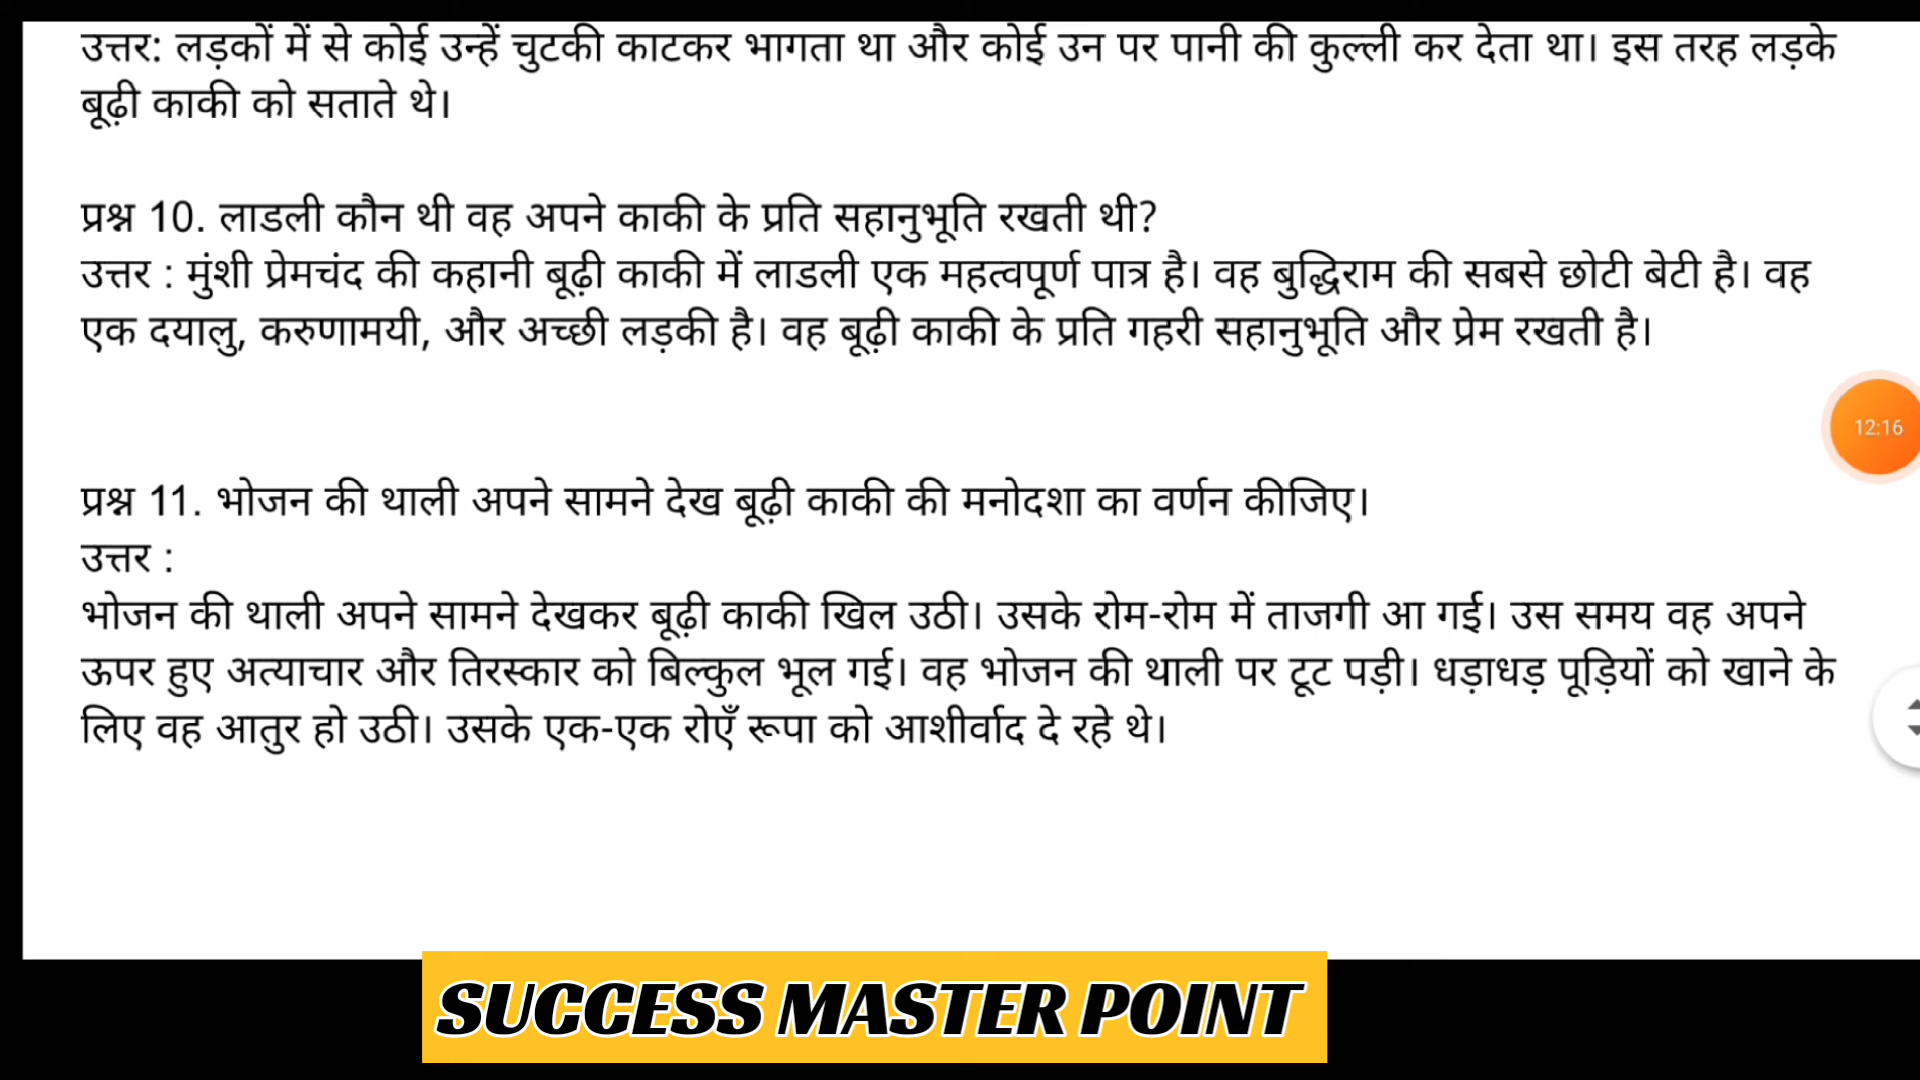 उत्तर: लड़कों में से कोई उन्हें चुटकी काटकर भागता था और कोई उन पर पानी की कुल्ली कर देता था। इस तरह लड़के
बूढ़ी काकी को सताते थे।
प्रश्न 10. लाडली कौन थी वह अपने काकी के प्रति सहानुभूति रखती थी?
उत्तर : मुंशी प्रेमचंद की कहानी बूढ़ी काकी में लाडली एक महत्वपूर्ण पात्र है। वह बुद्धिराम की सबसे छोटी बेटी है। वह
एक दयालु, करुणामयी, और अच्छी लड़की है। वह बूढ़ी काकी के प्रति गहरी सहानुभूति और प्रेम रखती है।
12:16
प्रश्न 11. भोजन की थाली अपने सामने देख बूढ़ी काकी की मनोदशा का वर्णन कीजिए।
उत्तर :
भोजन की थाली अपने सामने देखकर बूढ़ी काकी खिल उठी। उसके रोम-रोम में ताजगी आ गई। उस समय वह अपने
ऊपर हुए अत्याचार और तिरस्कार को बिल्कुल भूल गई। वह भोजन की थाली पर टूट पड़ी। धड़ाधड़ पूड़ियों को खाने के
लिए वह आतुर हो उठी। उसके एक-एक रोएँ रूपा को आशीर्वाद दे रहे थे।
SUCCESS MASTER POINT